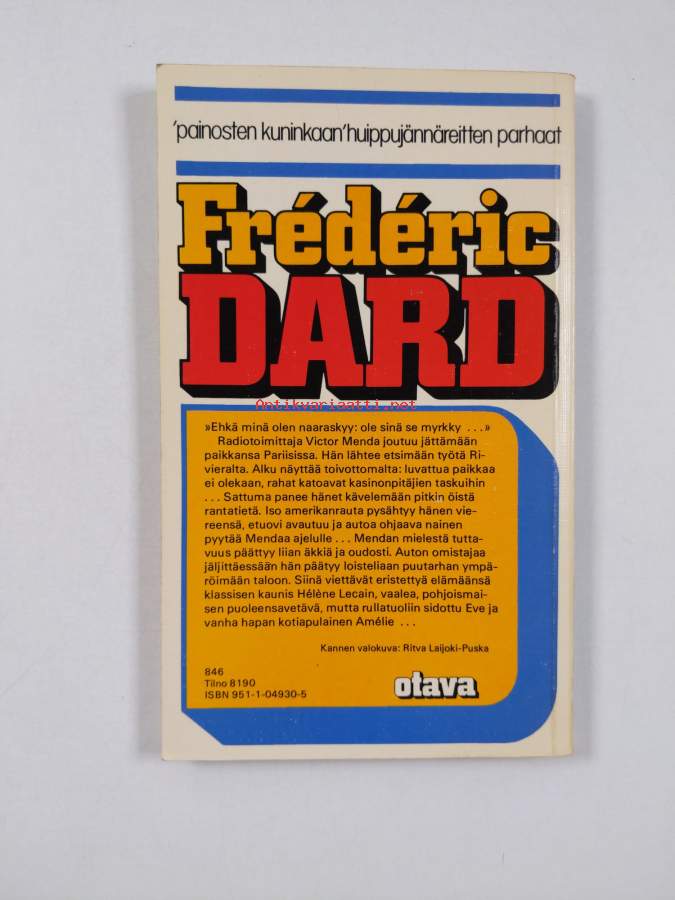 'painosten kuninkaan' huippujännäreitten parhaat
Frédéric
DARD
Antikvariaatti.net
»Ehkä minä olen naaraskyy: ole sinä se myrkky ...»
Radiotoimittaja Victor Menda joutuu jättämään
paikkansa Pariisissa. Hän lähtee etsimään työtä Ri-
vieralta. Alku näyttää toivottomalta: luvattua paikkaa
ei olekaan, rahat katoavat kasinonpitäjien taskuihin
... Sattuma panee hänet kävelemään pitkin öistä
rantatietä. Iso amerikanrauta pysähtyy hänen vie-
reensä, etuovi avautuu ja autoa ohjaava nainen
pyytää Mendaa ajelulle ... Mendan mielestä tutta-
vuus päättyy liian äkkiä ja oudosti. Auton omistajaa
jäljittäessään hän päätyy loisteliaan puutarhan ympä-
röimään taloon. Siinä viettävät eristettyä elämäänsä
klassisen kaunis Hélène Lecain, vaalea, pohjoismai-
sen puoleensavetävä, mutta rullatuoliin sidottu Eve ja
vanha hapan kotiapulainen Amélie ...
Kannen valokuva: Ritva Laijoki-Puska
846
Tilno 8190
ISBN 951-1-04930-5
otava